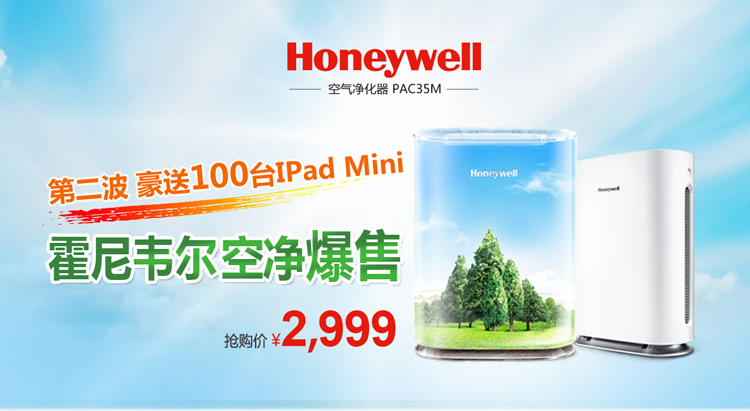 Honeywell
空气净化器 PAC35M
第二波 豪送100台IPad Mini
霍尼韦尔空净爆售
抢购价 ¥2,999
Honeywell
Honeywell